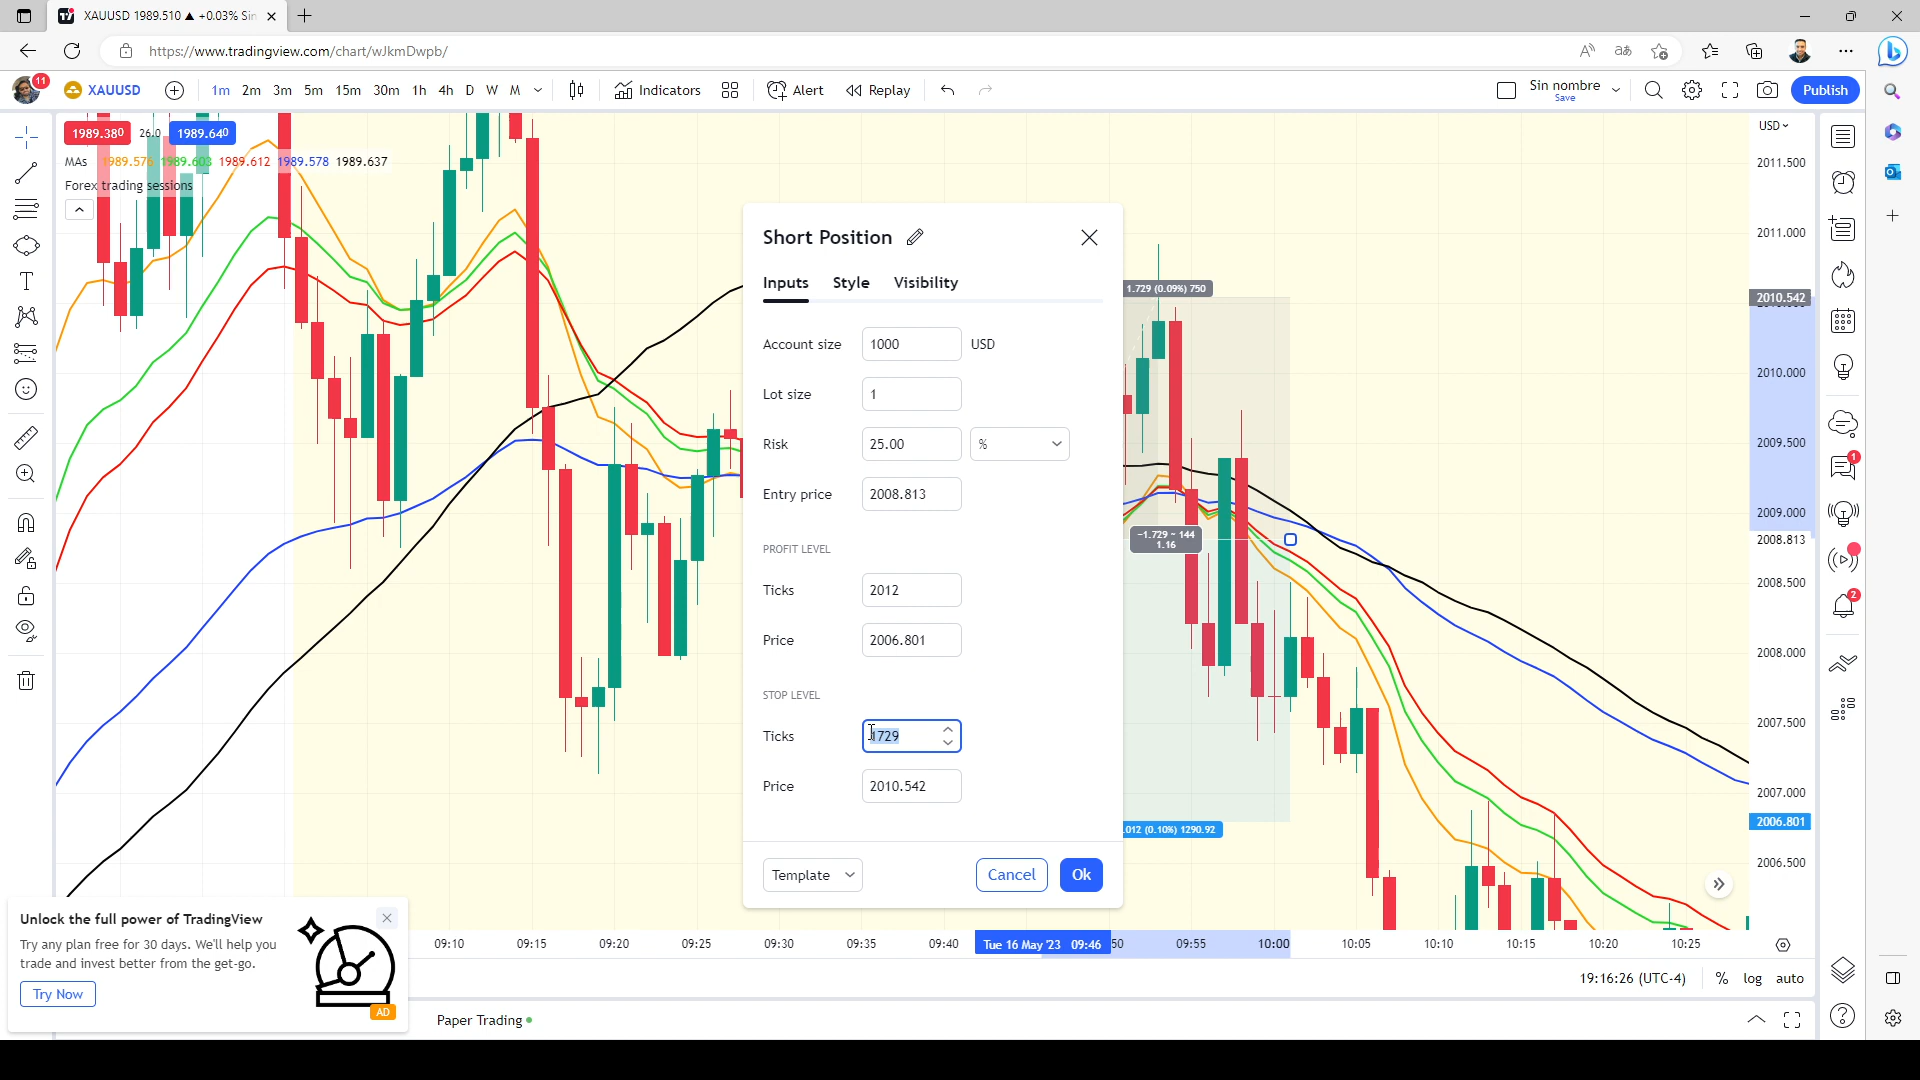 XAUUSD 1989.510 ▲ +0.03% Sin
https://www.tradingview.com/chart/wJkmDwpb/
11
XAUUSD
1m 2m 3m 5m 15m 30m 1h 4h D W M
Indicators
Alert
Replay
Sin nombre
Save
Publish
1989.380 26.0 1989.640
MAs 1989.576 1989.603 1989.612 1989.578 1989.637
Forex trading sessions
USD
2011.500
2011.000
2010.542
2010.000
2009.500
2009.000
2008.813
2008.500
2008.000
2007.500
2007.000
2006.801
2006.500
Short Position
Inputs Style Visibility
Account size 1000 USD
Lot size 1
Risk 25.00 %
Entry price 2008.813
PROFIT LEVEL
Ticks 2012
Price 2006.801
STOP LEVEL
Ticks 1729
Price 2010.542
Template Cancel Ok
1.729 (0.09%) 750
−1.729 ~ 144
1.16
.012 (0.10%) 1290.92
1
2
Unlock the full power of TradingView
Try any plan free for 30 days. We'll help you
trade and invest better from the get-go.
Try Now
AD
09:10 09:15 09:20 09:25 09:30 09:35 09:40 Tue 16 May '23 09:46 50 09:55 10:00 10:05 10:10 10:15 10:20 10:25
19:16:26 (UTC-4) % log auto
Paper Trading